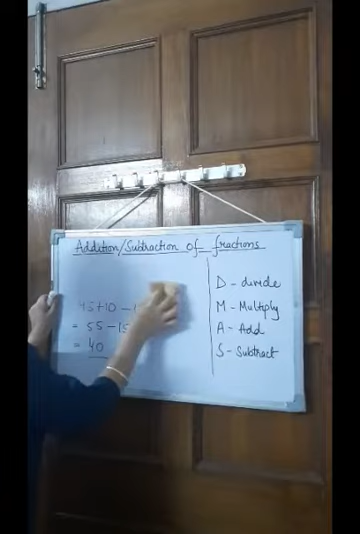 Addition/Subtraction of fractions
45+10 -
= 55 - 15
= 40
D - divide
M - Multiply
A - Add
S - Subtract